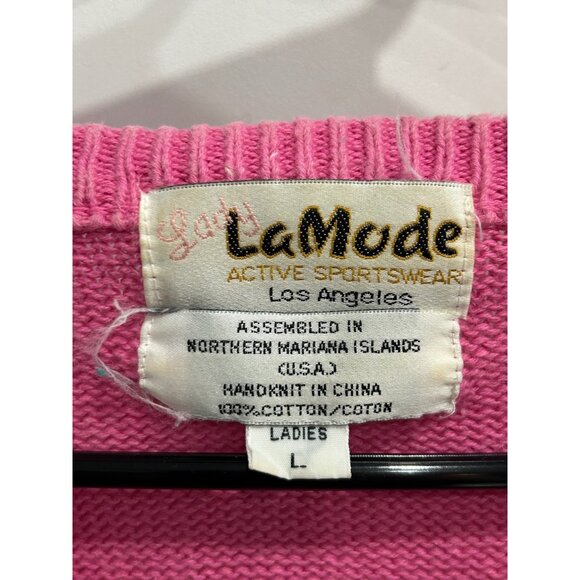 Lady
LaMode
ACTIVE SPORTSWEAR
Los Angeles
ASSEMBLED IN
NORTHERN MARIANA ISLANDS
(U.S.A.)
HANDKNIT IN CHINA
100% COTTON/COTON
LADIES
L